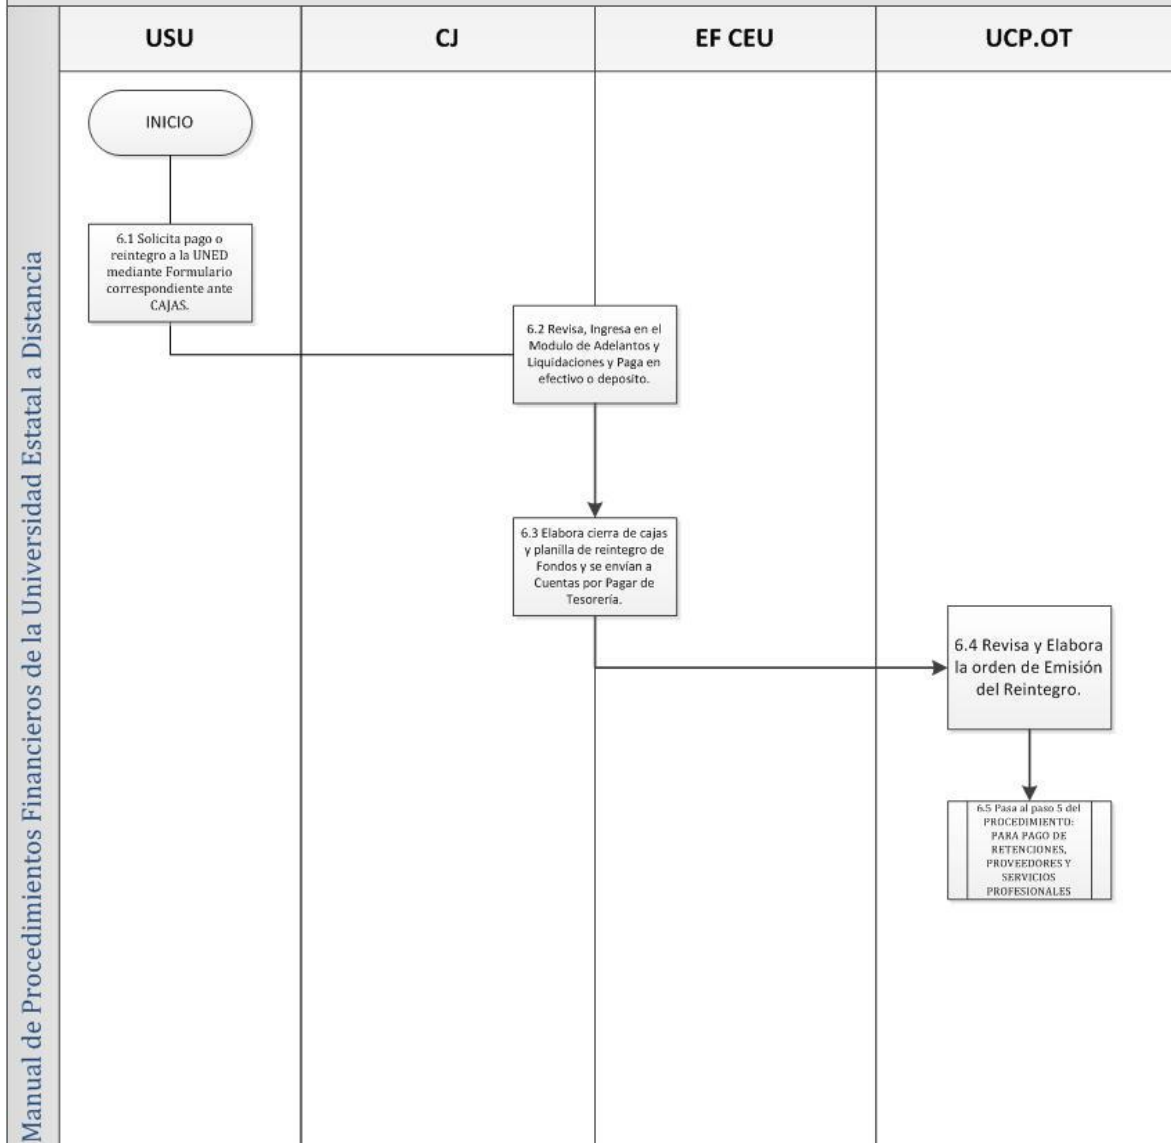 USU
CJ
EF CEU
UCP.OT
Manual de Procedimientos Financieros de la Universidad Estatal a Distancia
INICIO
6.1 Solicita pago o
reintegro a la UNED
mediante Formulario
correspondiente ante
CAJAS.
6.2 Revisa, Ingresa en el
Modulo de Adelantos y
Liquidaciones y Paga en
efectivo o deposito.
6.3 Elabora cierra de cajas
y planilla de reintegro de
Fondos y se envían a
Cuentas por Pagar de
Tesorería.
6.4 Revisa y Elabora
la orden de Emisión
del Reintegro.
6.5 Pasa al paso 5 del
PROCEDIMIENTO:
PARA PAGO DE
RETENCIONES,
PROVEEDORES Y
SERVICIOS
PROFESIONALES